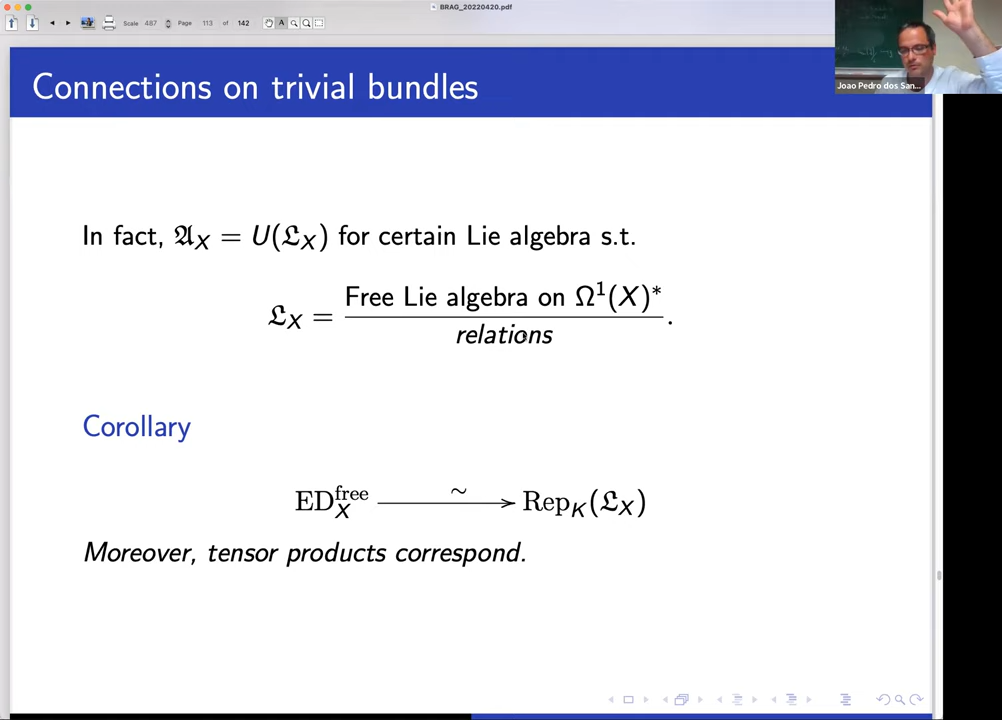 BRAG_20220420.pdf
Scale 487 Page 113 of 142
Joao Pedro dos San...
Connections on trivial bundles
In fact, 𝔄_X = U(𝔏_X) for certain Lie algebra s.t.
𝔏_X = Free Lie algebra on Ω¹(X)* / relations .
Corollary
ED_X^free ∼→ Rep_K(𝔏_X)
Moreover, tensor products correspond.